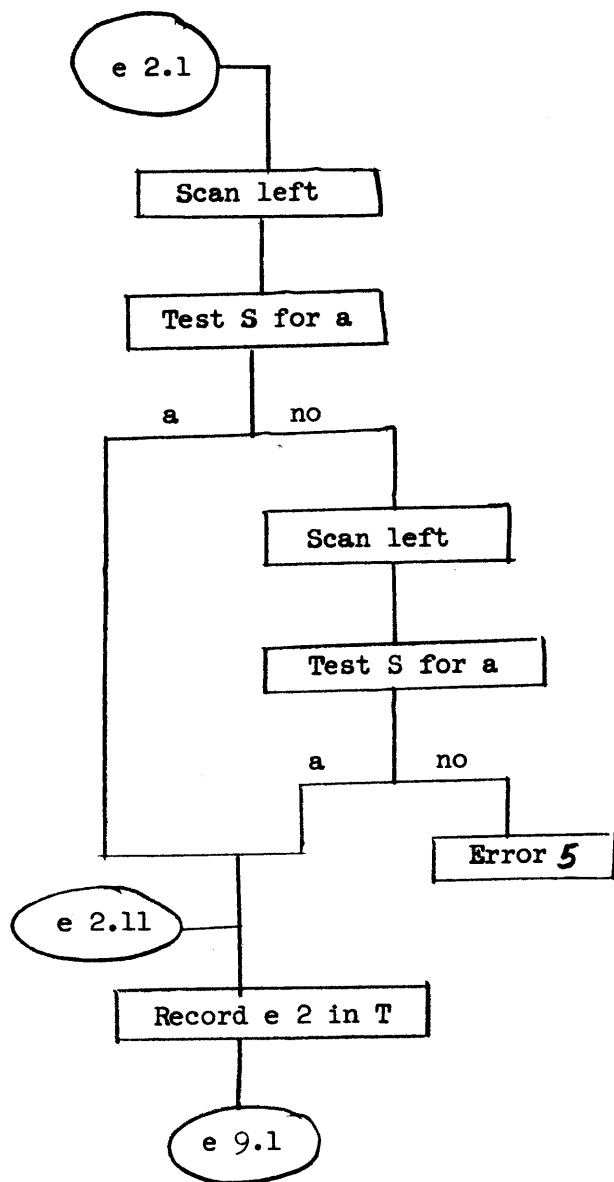 e 2.1
Scan left
Test S for a
a no
Scan left
Test S for a
a no
Error 5
e 2.11
Record e 2 in T
e 9.1